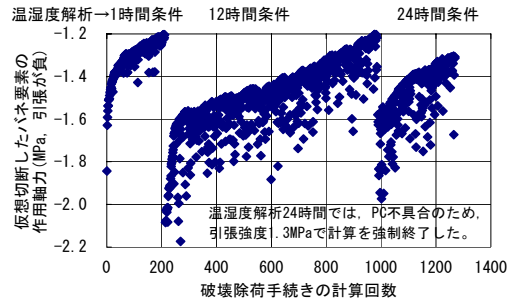 温湿度解析→1時間条件 12時間条件 24時間条件
仮想切断したバネ要素の
作用軸力(MPa, 引張が負)
-1.2
-1.4
-1.6
-1.8
-2.0
-2.2
温湿度解析24時間では, PC不具合のため,
引張強度1.3MPaで計算を強制終了した。
0 200 400 600 800 1000 1200 1400
破壊除荷手続きの計算回数